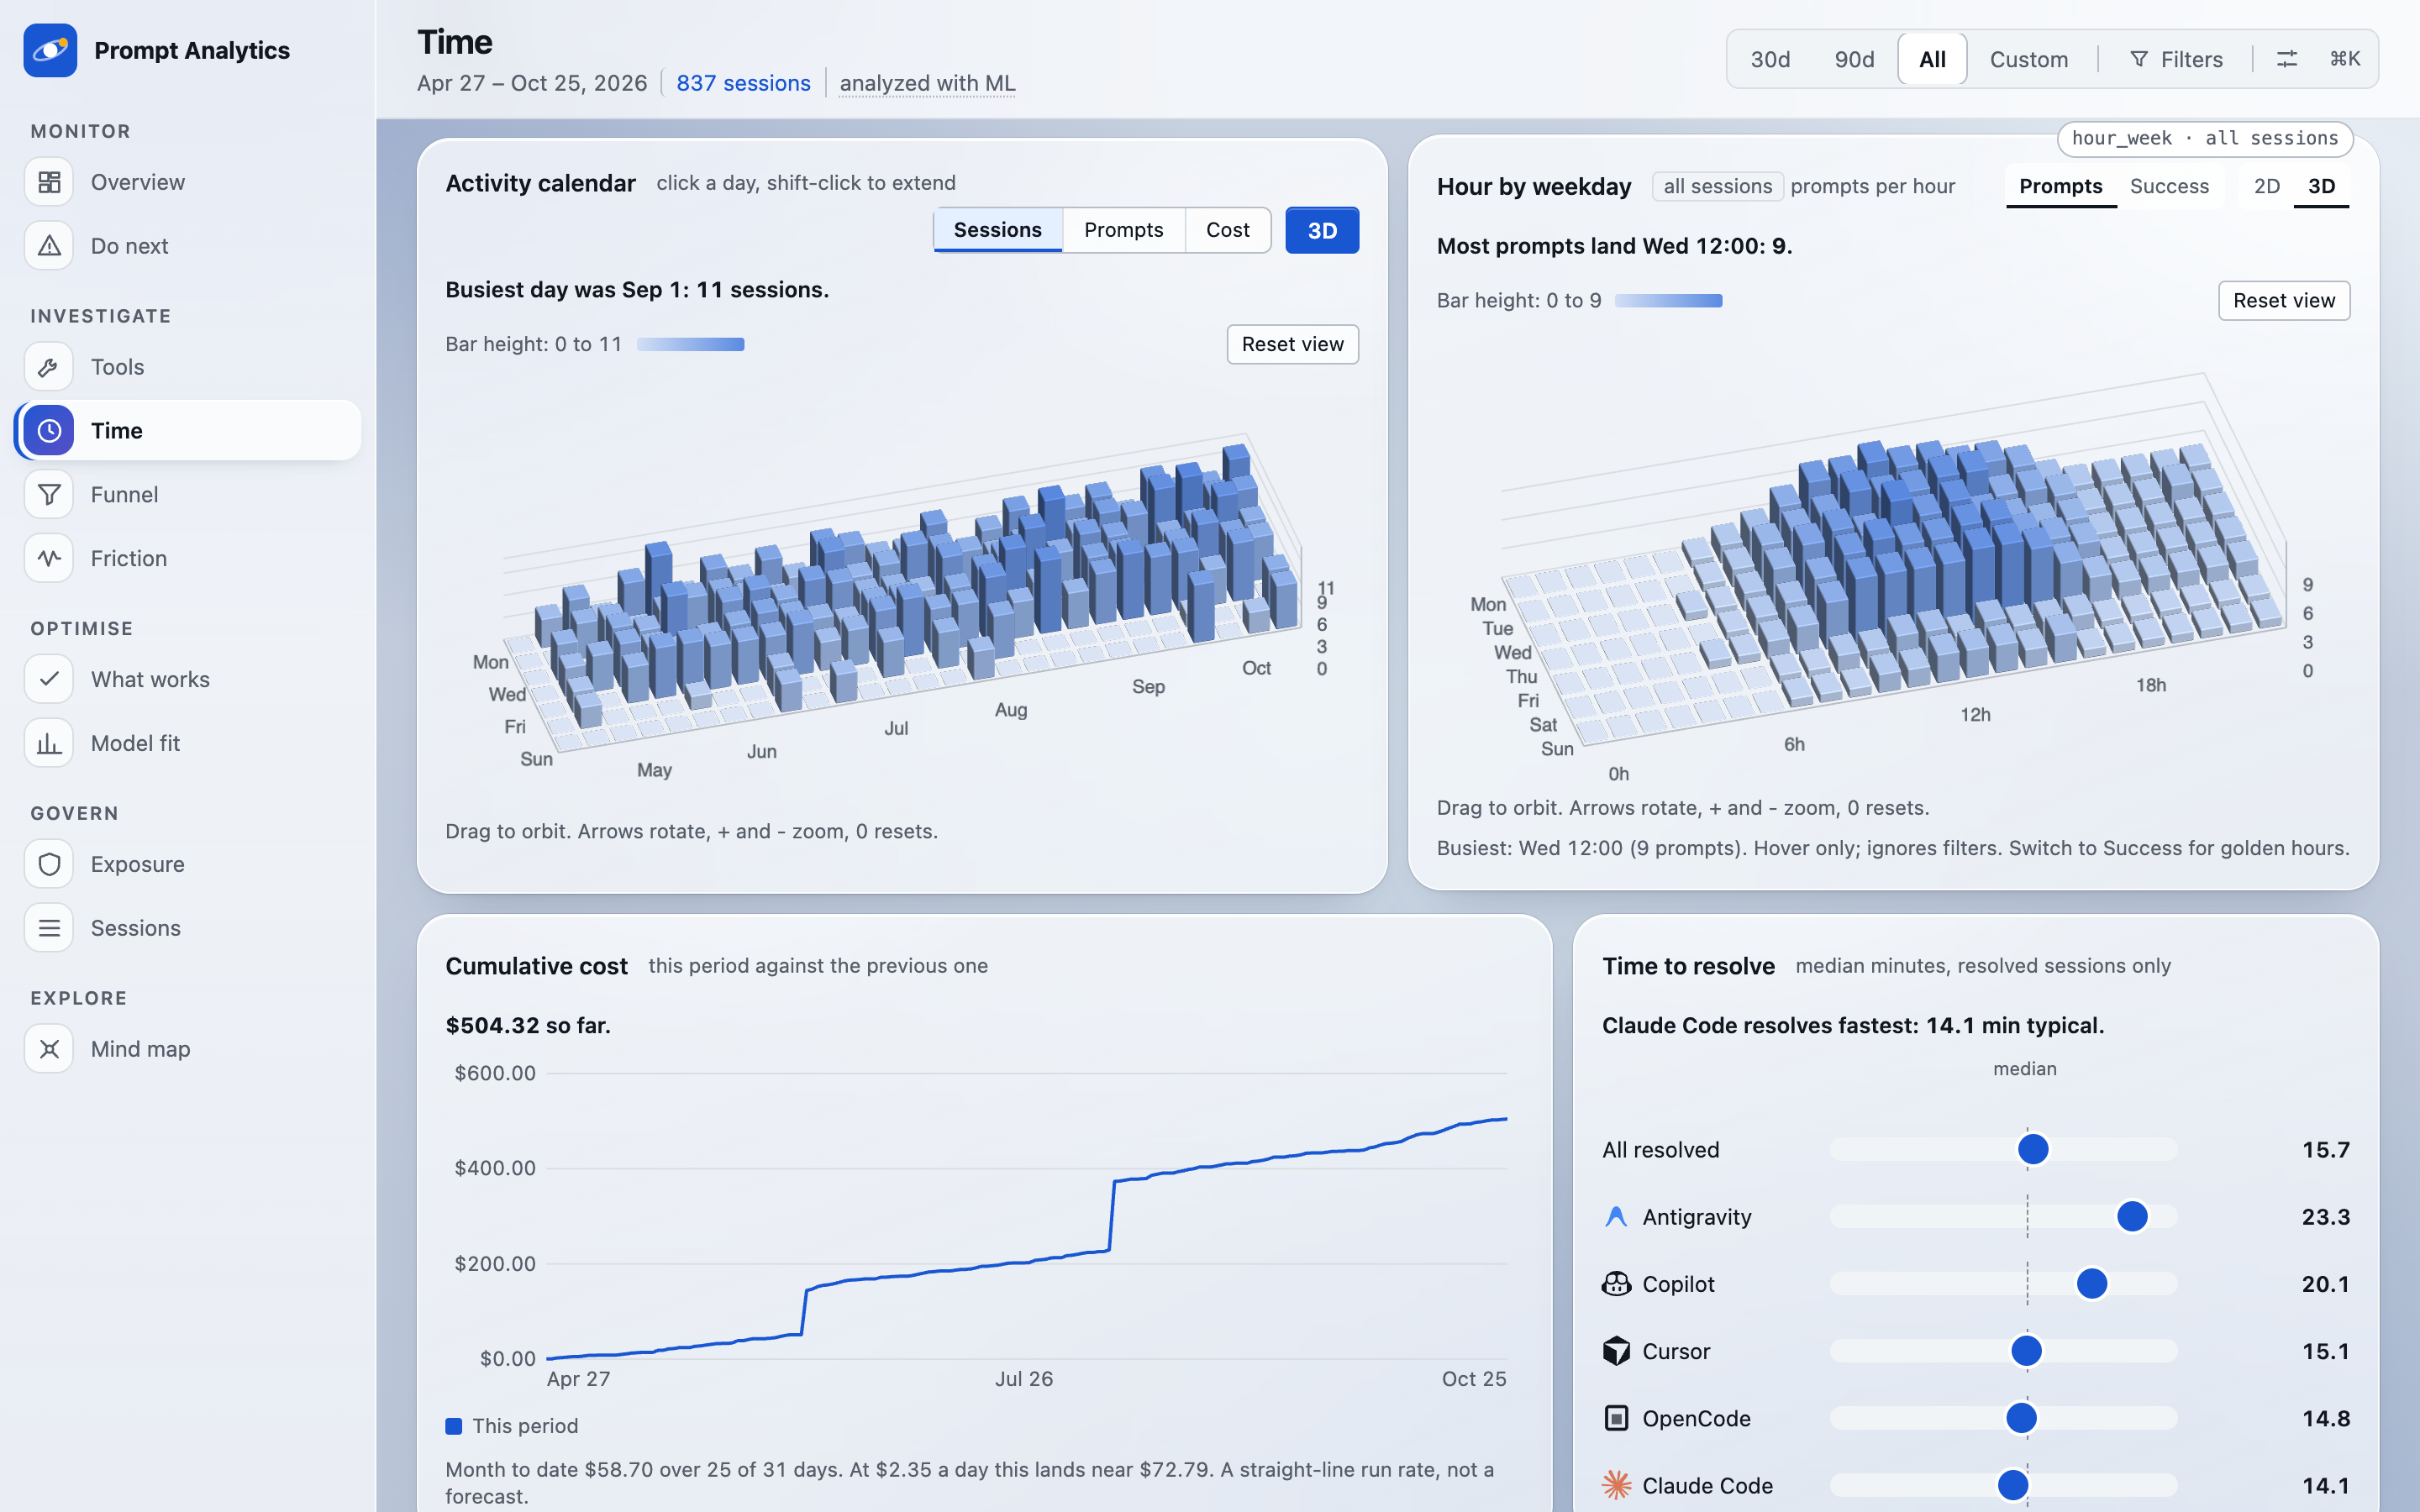 Prompt Analytics
MONITOR
Overview
Do next
INVESTIGATE
Tools
Time
Funnel
Friction
OPTIMISE
What works
Model fit
GOVERN
Exposure
Sessions
EXPLORE
Mind map
Time
Apr 27 – Oct 25, 2026 837 sessions analyzed with ML
30d 90d All Custom Filters ⌘K
Activity calendar click a day, shift-click to extend
Sessions Prompts Cost 3D
Busiest day was Sep 1: 11 sessions.
Bar height: 0 to 11 Reset view
11
9
6
3
0
Mon
Wed
Fri
Sun
May Jun Jul Aug Sep Oct
Drag to orbit. Arrows rotate, + and - zoom, 0 resets.
hour_week · all sessions
Hour by weekday all sessions prompts per hour Prompts Success 2D 3D
Most prompts land Wed 12:00: 9.
Bar height: 0 to 9 Reset view
9
6
3
0
Mon
Tue
Wed
Thu
Fri
Sat
Sun
0h 6h 12h 18h
Drag to orbit. Arrows rotate, + and - zoom, 0 resets.
Busiest: Wed 12:00 (9 prompts). Hover only; ignores filters. Switch to Success for golden hours.
Cumulative cost this period against the previous one
$504.32 so far.
$600.00
$400.00
$200.00
$0.00
Apr 27 Jul 26 Oct 25
This period
Month to date $58.70 over 25 of 31 days. At $2.35 a day this lands near $72.79. A straight-line run rate, not a
forecast.
Time to resolve median minutes, resolved sessions only
Claude Code resolves fastest: 14.1 min typical.
median
All resolved 15.7
Antigravity 23.3
Copilot 20.1
Cursor 15.1
OpenCode 14.8
Claude Code 14.1